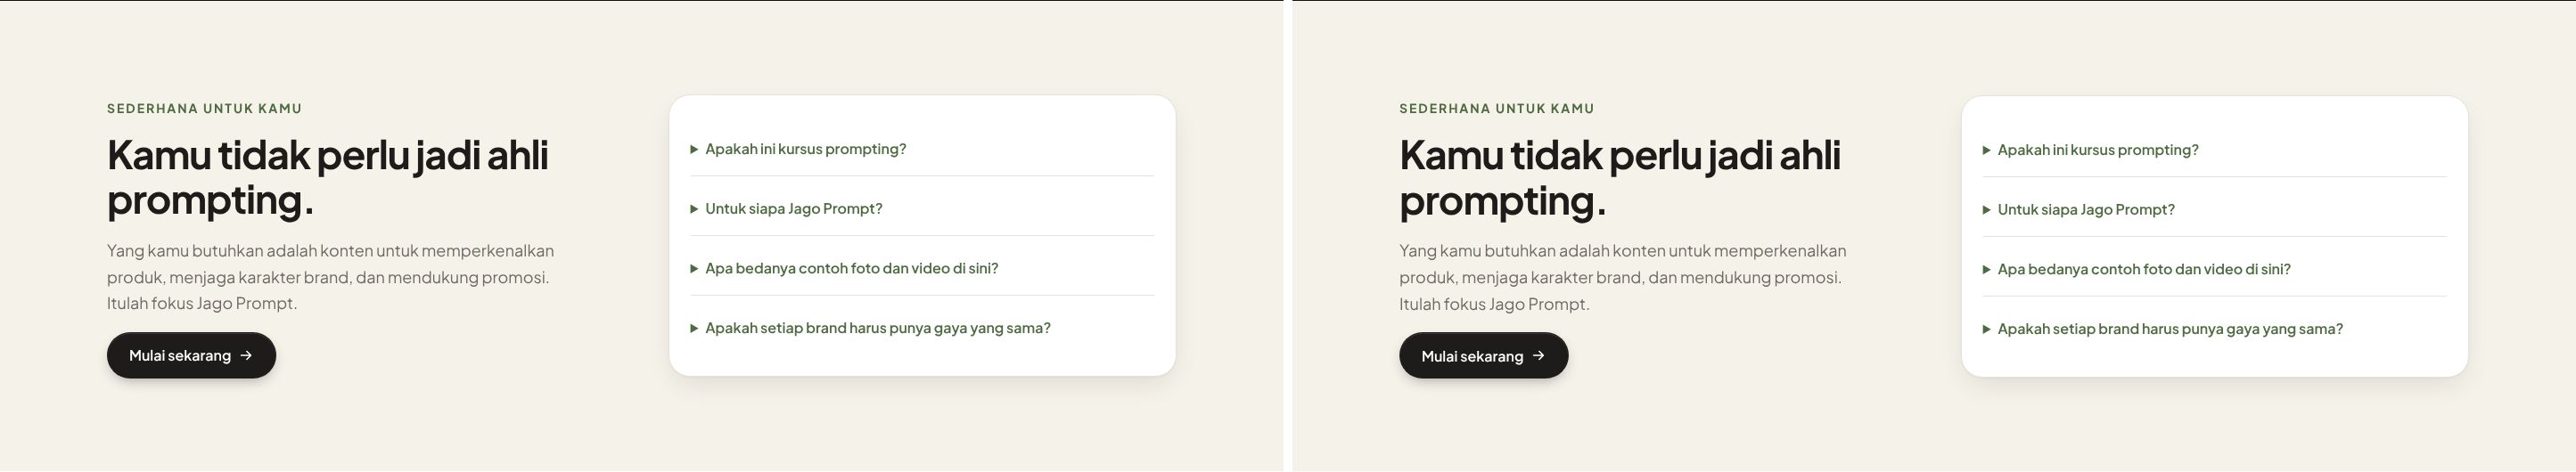 SEDERHANA UNTUK KAMU
Kamu tidak perlu jadi ahli
prompting.
Yang kamu butuhkan adalah konten untuk memperkenalkan
produk, menjaga karakter brand, dan mendukung promosi.
Itulah fokus Jago Prompt.
Mulai sekarang →
▶ Apakah ini kursus prompting?
▶ Untuk siapa Jago Prompt?
▶ Apa bedanya contoh foto dan video di sini?
▶ Apakah setiap brand harus punya gaya yang sama?
SEDERHANA UNTUK KAMU
Kamu tidak perlu jadi ahli
prompting.
Yang kamu butuhkan adalah konten untuk memperkenalkan
produk, menjaga karakter brand, dan mendukung promosi.
Itulah fokus Jago Prompt.
Mulai sekarang →
▶ Apakah ini kursus prompting?
▶ Untuk siapa Jago Prompt?
▶ Apa bedanya contoh foto dan video di sini?
▶ Apakah setiap brand harus punya gaya yang sama?